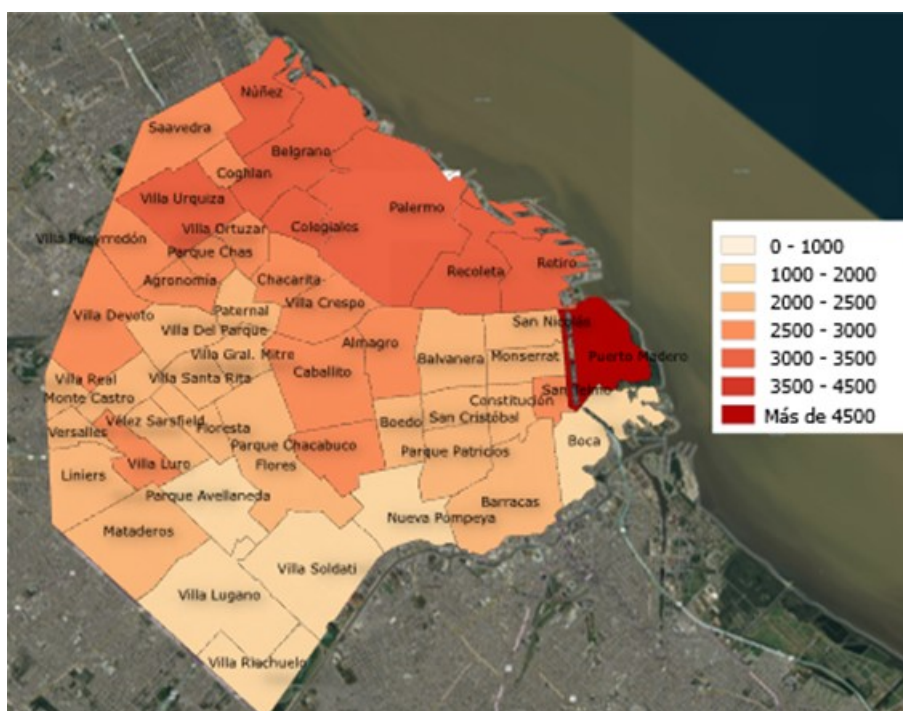 Núñez
Saavedra
Belgrano
Coghlan
Villa Urquiza
Palermo
Villa Ortuzar
Colegiales
Villa Pueyrredón
Parque Chas
Retiro
Recoleta
Agronomía
Chacarita
Villa Crespo
Paternal
Villa Devoto
San Nicolás
Villa Del Parque
Almagro
Villa Gral. Mitre
Balvanera
Monserrat
Puerto Madero
Caballito
Villa Real
Villa Santa Rita
San Telmo
Monte Castro
Constitución
Vélez Sarsfield
Boedo
San Cristóbal
Versalles
Floresta
Boca
Parque Chacabuco
Parque Patricios
Villa Luro
Flores
Liniers
Parque Avellaneda
Barracas
Nueva Pompeya
Mataderos
Villa Soldati
Villa Lugano
Villa Riachuelo
0 - 1000
1000 - 2000
2000 - 2500
2500 - 3000
3000 - 3500
3500 - 4500
Más de 4500